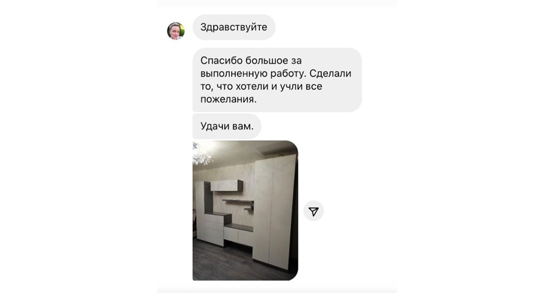 Здравствуйте
Спасибо большое за
выполненную работу. Сделали
то, что хотели и учли все
пожелания.
Удачи вам.